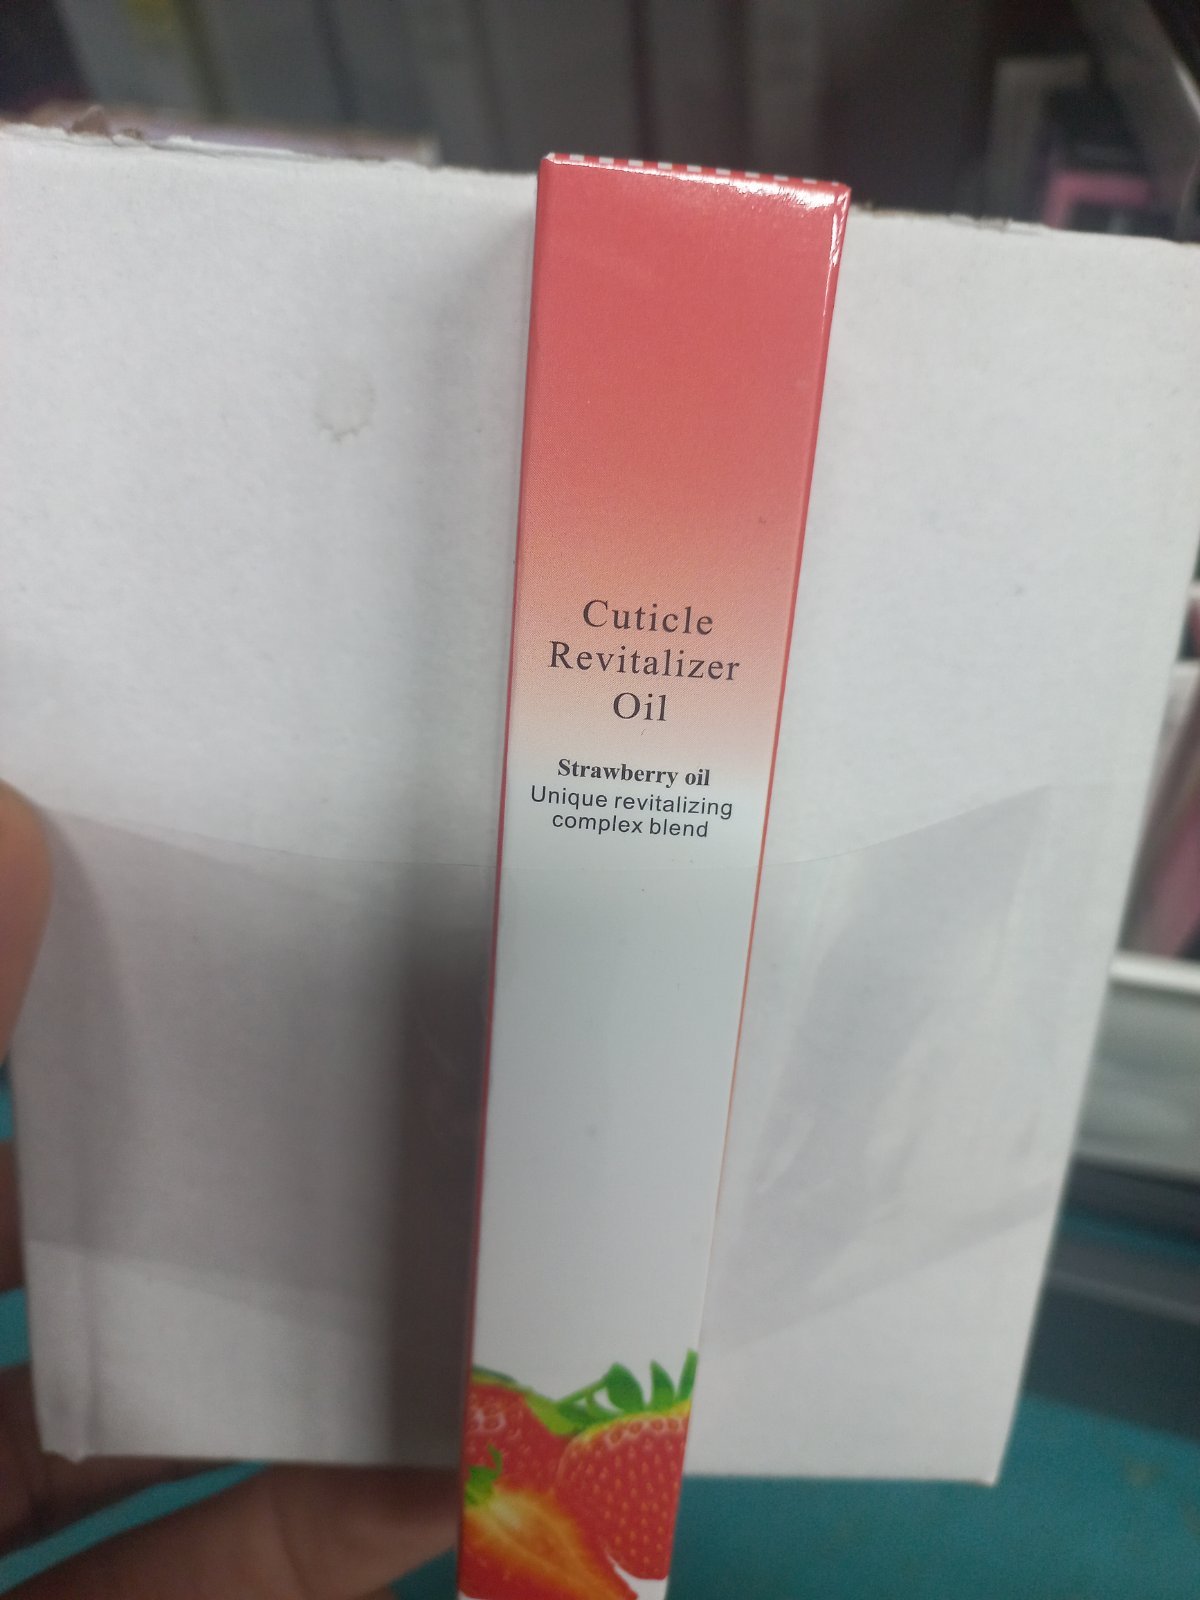 Cuticle
Revitalizer
Oil
Strawberry oil
Unique revitalizing
complex blend